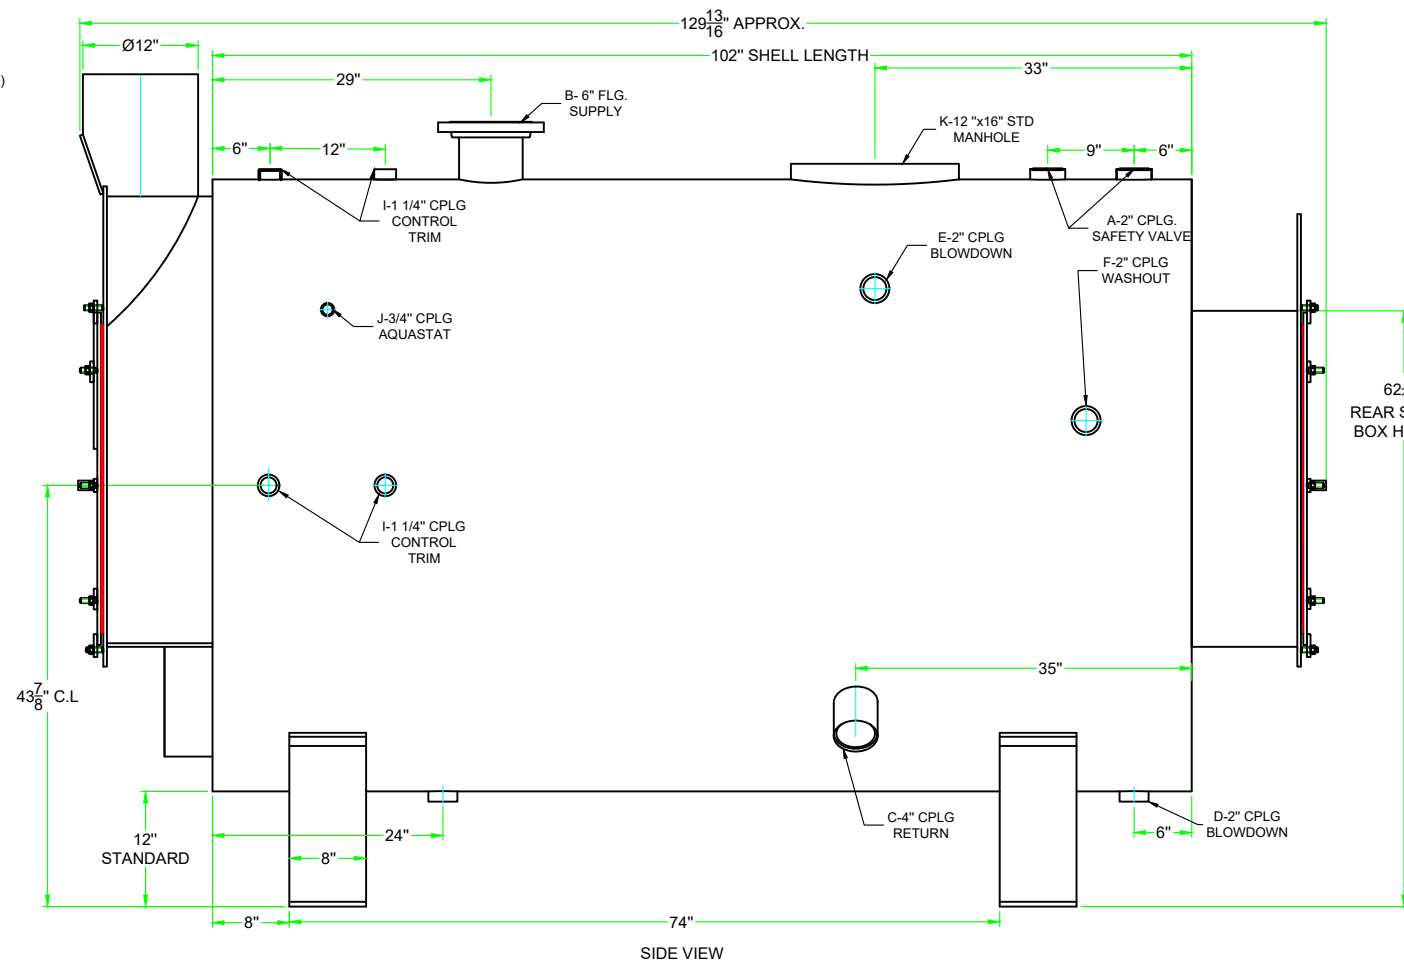 129 13/16" APPROX.
Ø12"
102" SHELL LENGTH
)
29"
33"
B- 6" FLG.
SUPPLY
K-12 "x16" STD
MANHOLE
6"
12"
9"
6"
I-1 1/4" CPLG
CONTROL
TRIM
A-2" CPLG.
SAFETY VALVE
E-2" CPLG
BLOWDOWN
F-2" CPLG
WASHOUT
J-3/4" CPLG
AQUASTAT
62
REAR S
BOX H
I-1 1/4" CPLG
CONTROL
TRIM
35"
43 7/8" C.L
C-4" CPLG
RETURN
D-2" CPLG
BLOWDOWN
12"
STANDARD
24"
6"
8"
8"
74"
SIDE VIEW